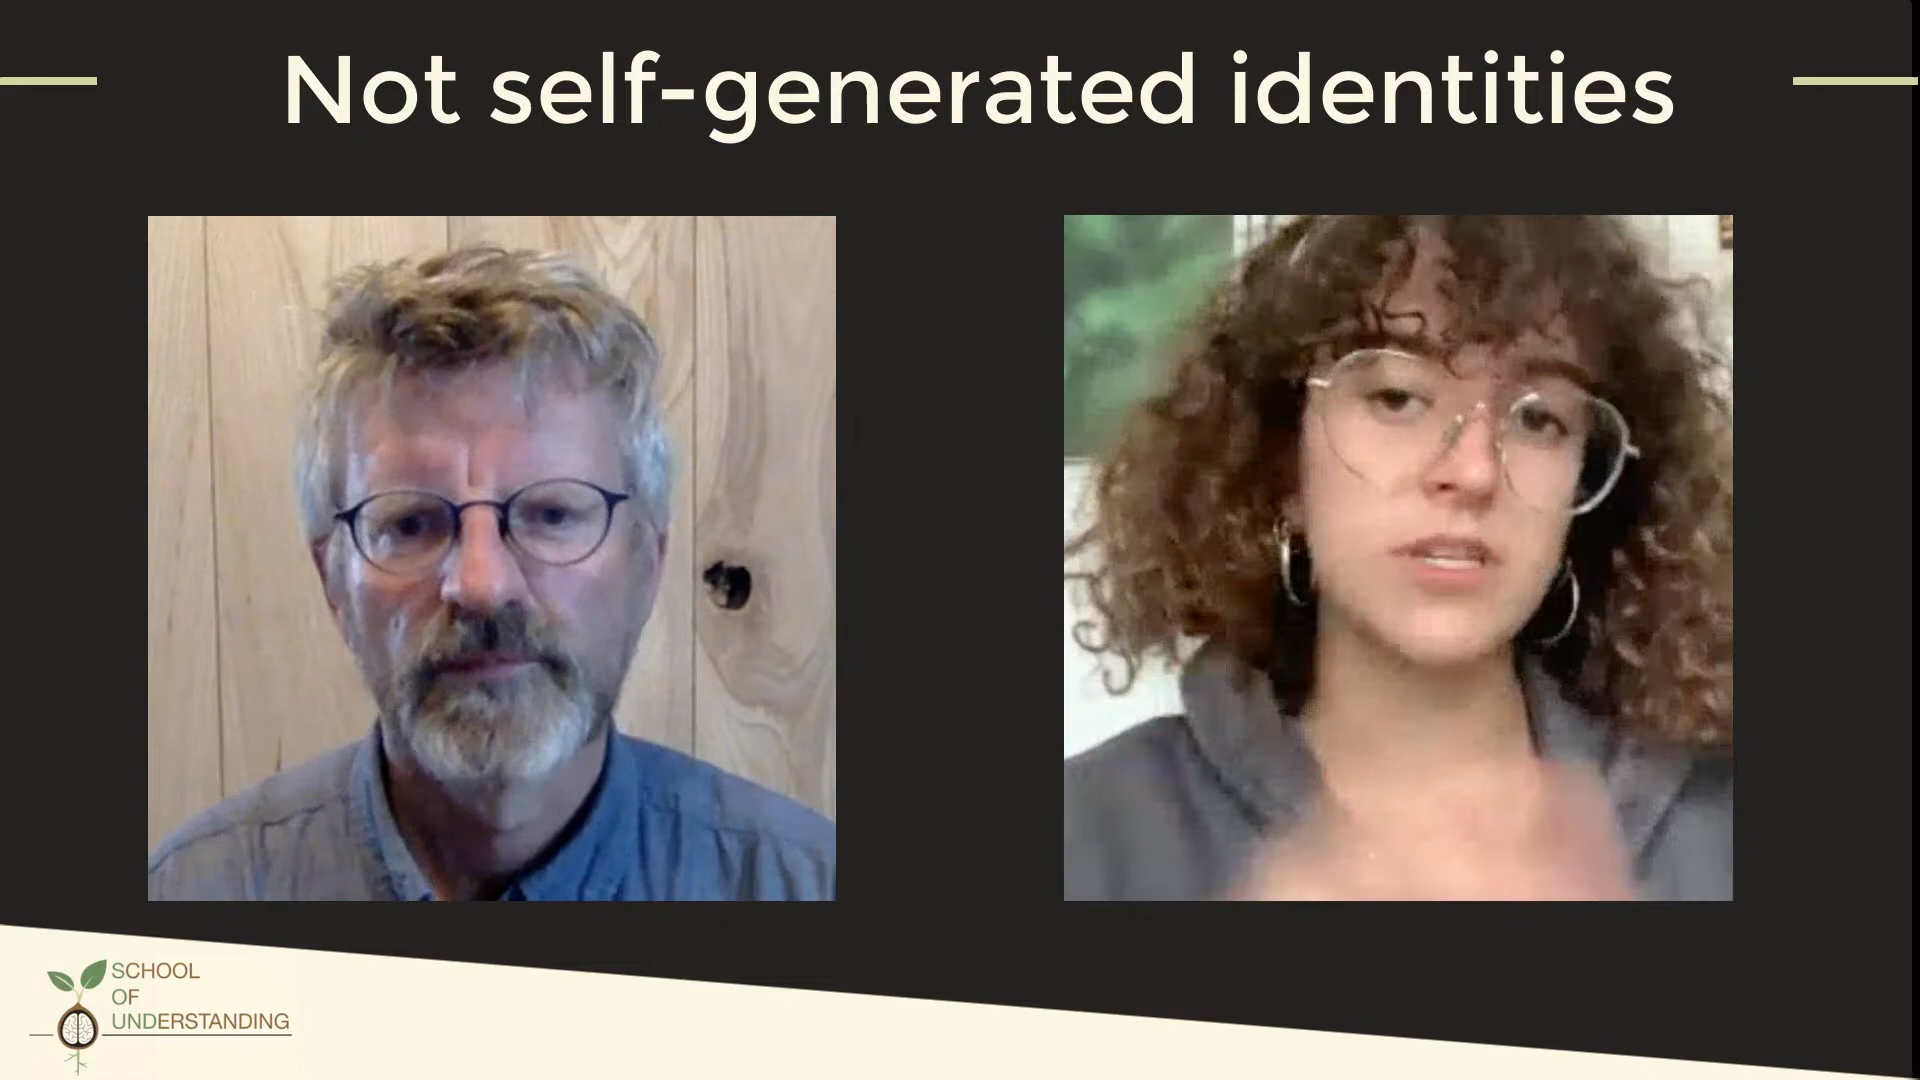 Not self-generated identities
SCHOOL
OF
UNDERSTANDING